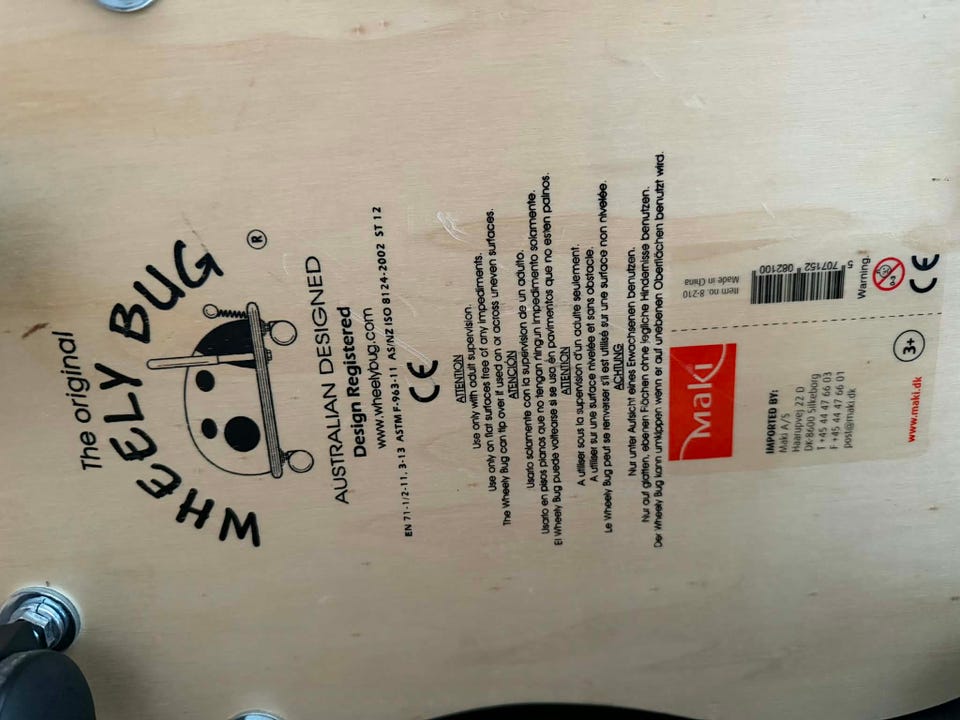 The original
WHEELY BUG®
AUSTRALIAN DESIGNED
Design Registered
www.wheelybug.com
EN 71-1/2-11, 3-13 ASTM F-963-11 AS/NZ ISO 8124-2002 ST 12
CE
ATTENTION
Use only with adult supervision.
Use only on flat surfaces free of any impediments.
The Wheely Bug can tip over if used on or across uneven surfaces.
ATENCIÓN
Usarlo solamente con la supervision de un adulto.
Usarlo en pisos planos que no tengan ningun impedimento solamente.
El Wheely Bug puede voltearse si se usa en pavimentos que no esten palnos.
ATTENTION
A utiliser sous la supervision d'un adulte seulement.
A utiliser sur une surface nivelée et sans obstacle.
Le Wheely Bug peut se renverser s'il est utilisé sur une surface non nivelée.
ACHTUNG
Nur unter Aufsicht eines Erwachsenen benutzen.
Nur auf glatten, ebenen Flächen ohne jegliche Hindernisse benutzen.
Der Wheely Bug kann umkippen wenn er auf unebenen Oberflächen benutzt wird.
Maki
IMPORTED BY:
Maki A/S
Haarupvej 22 D
DK-8600 Silkeborg
T +45 44 47 66 03
F +45 44 47 66 01
post@maki.dk
www.maki.dk
3+
Item no. 8-210
Made in China
5 707152 082100
Warning.
0-3
CE